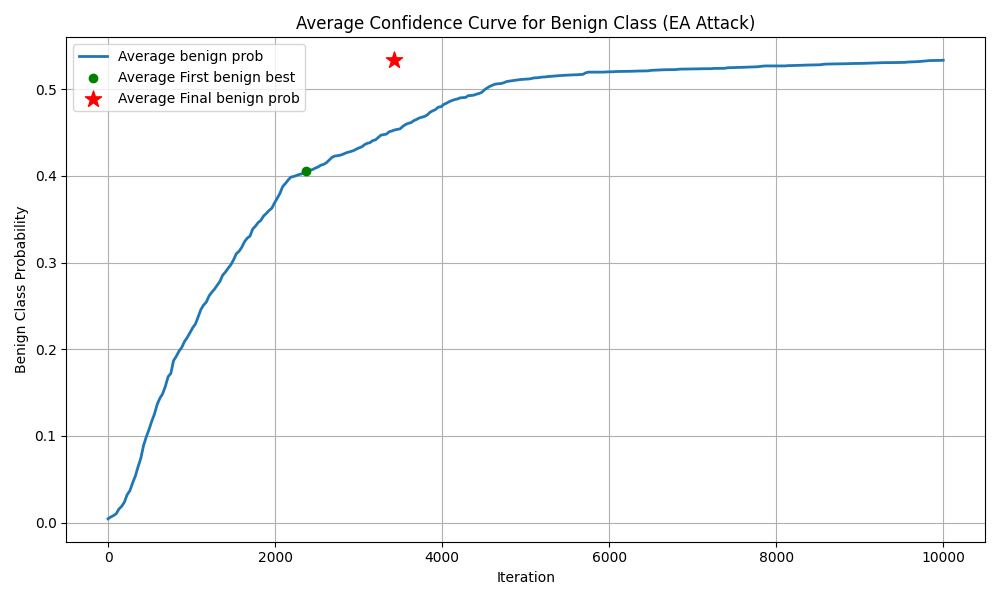 Average Confidence Curve for Benign Class (EA Attack)
Average benign prob
Average First benign best
Average Final benign prob
Benign Class Probability
0.5
0.4
0.3
0.2
0.1
0.0
0 2000 4000 6000 8000 10000
Iteration